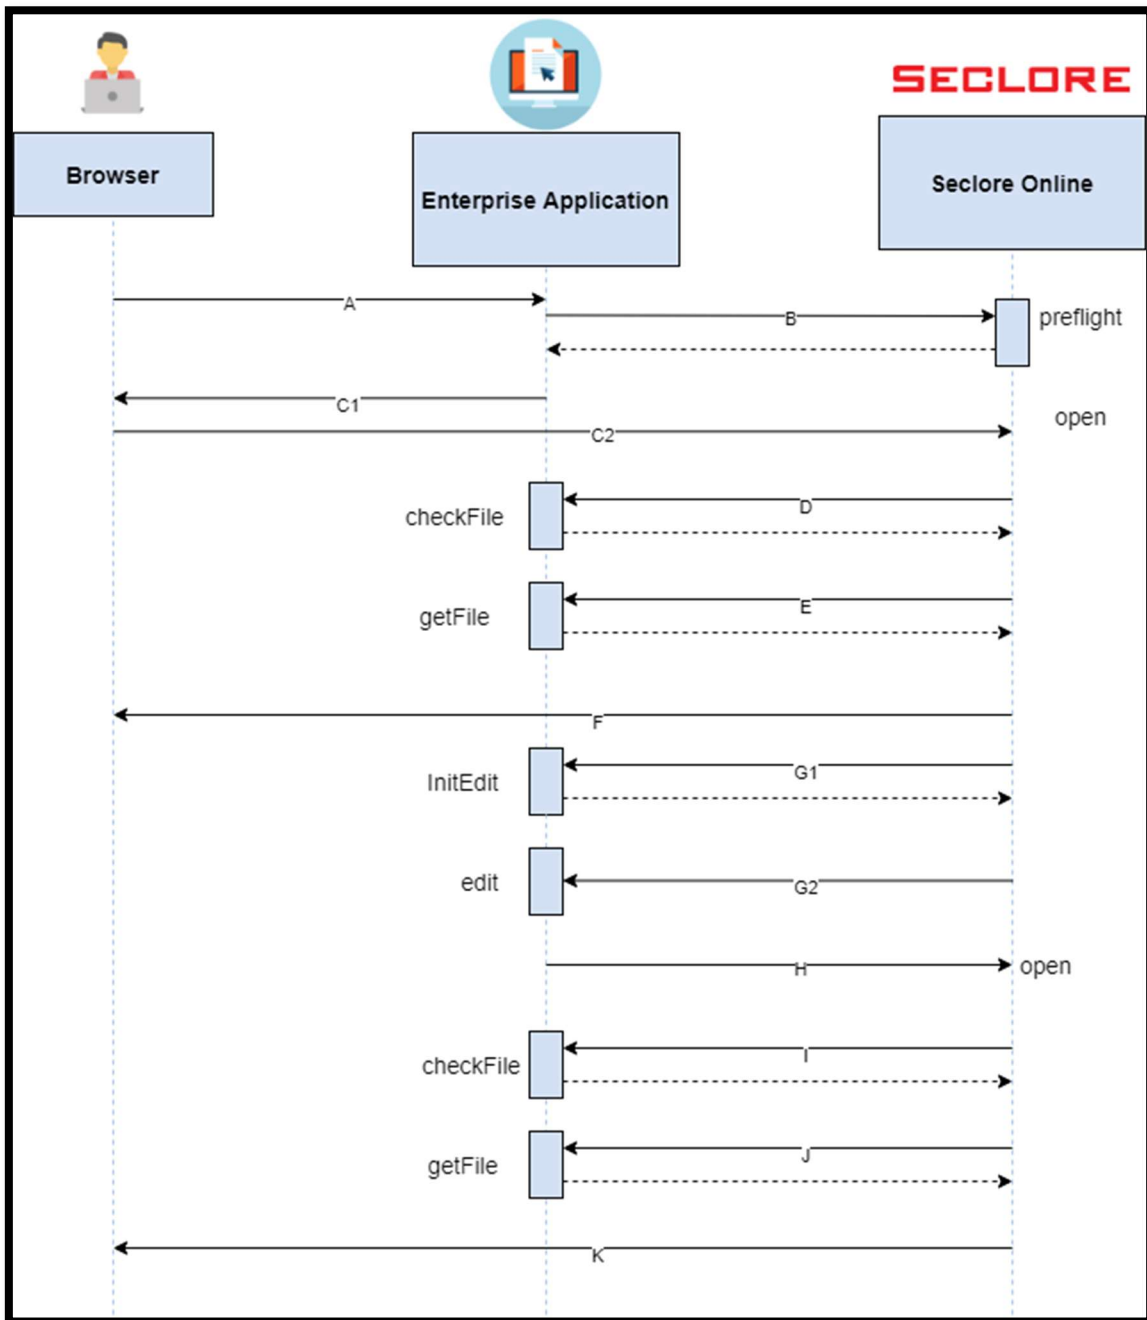 SECLORE
Browser
Enterprise Application
Seclore Online
A
B
preflight
C1
open
C2
D
checkFile
E
getFile
F
G1
InitEdit
edit
G2
H
open
I
checkFile
J
getFile
K